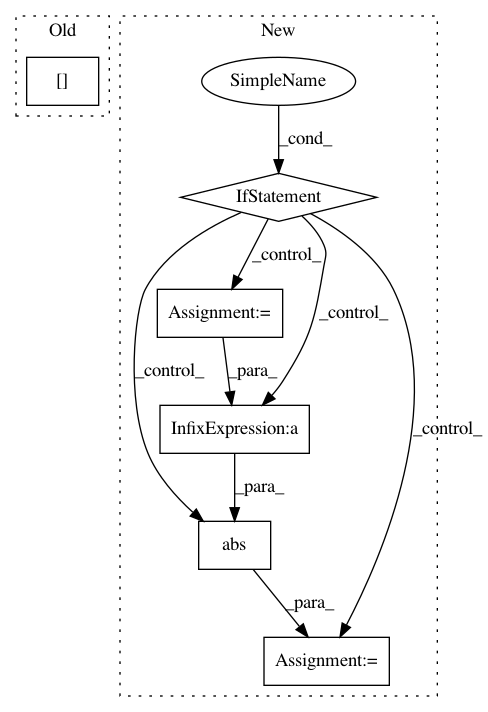 Old
New
[]
SimpleName
_cond_
IfStatement
_control_
Assignment:=
_control_
_control_
_para_
_control_
InfixExpression:a
_para_
abs
_para_
Assignment:=